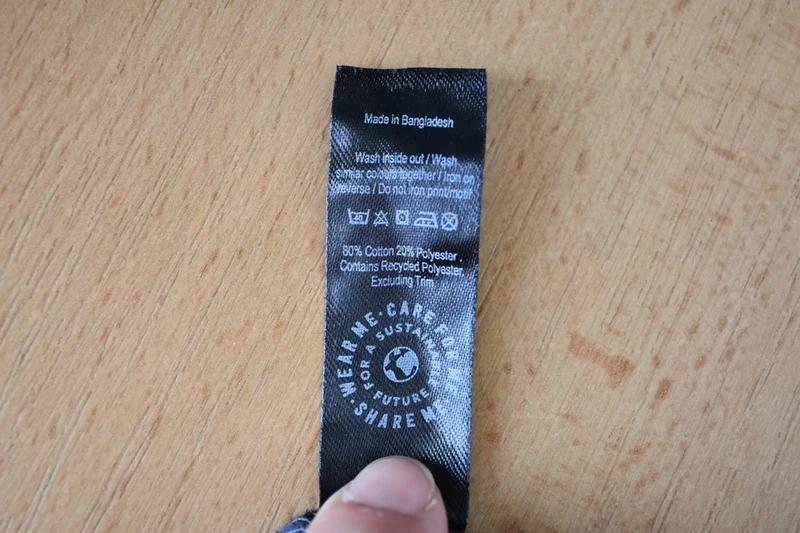 Made in Bangladesh
Wash inside out / Wash
similar colours together / Iron on
reverse / Do not iron print/motif
40
80% Cotton 20% Polyester
Contains Recycled Polyester
Excluding Trim
WEAR ME · CARE FOR ME · SHARE ME
FOR A SUSTAINABLE FUTURE